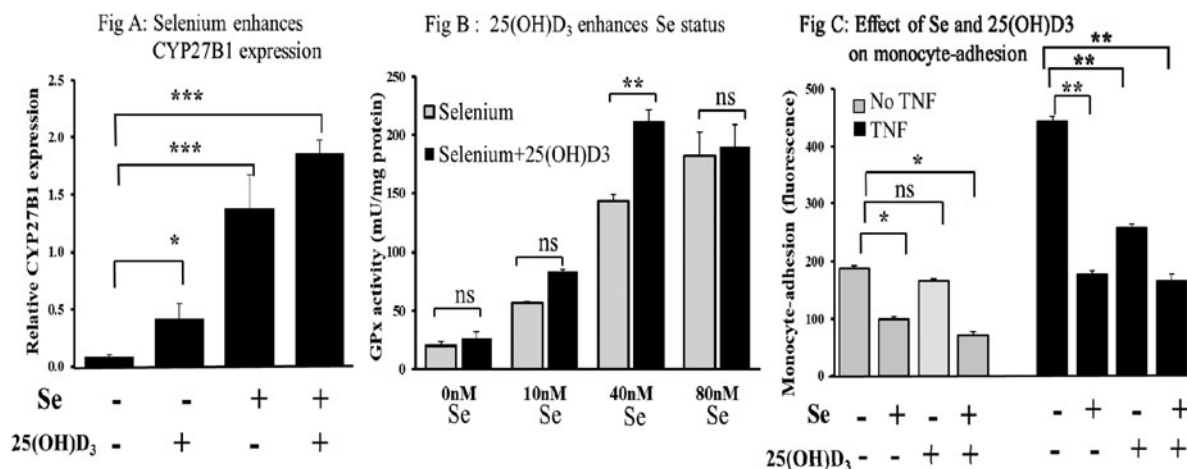 Fig A: Selenium enhances
CYP27B1 expression
Relative CYP27B1 expression
2.5
2.0
1.5
1.0
0.5
0.0
***
***
*
Se - - + +
25(OH)D3 - + - +
Fig B : 25(OH)D3 enhances Se status
GPx activity (mU/mg protein)
250
200
150
100
50
0
Selenium
Selenium+25(OH)D3
ns
ns
**
ns
0nM 10nM 40nM 80nM
Se Se Se Se
Fig C: Effect of Se and 25(OH)D3
on monocyte-adhesion
Monocyte-adhesion (fluorescence)
500
400
300
200
100
0
No TNF
TNF
*
ns
*
**
**
**
Se - + - + - + - +
25(OH)D3 - - + + - - + +